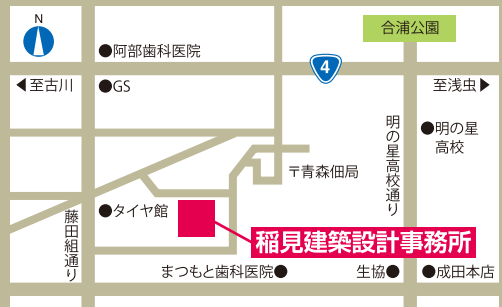 N
合浦公園
阿部歯科医院
4
至古川
GS
至浅虫
明の星高校通り
明の星
高校
〒青森佃局
藤田組通り
タイヤ館
稲見建築設計事務所
まつもと歯科医院
生協
成田本店